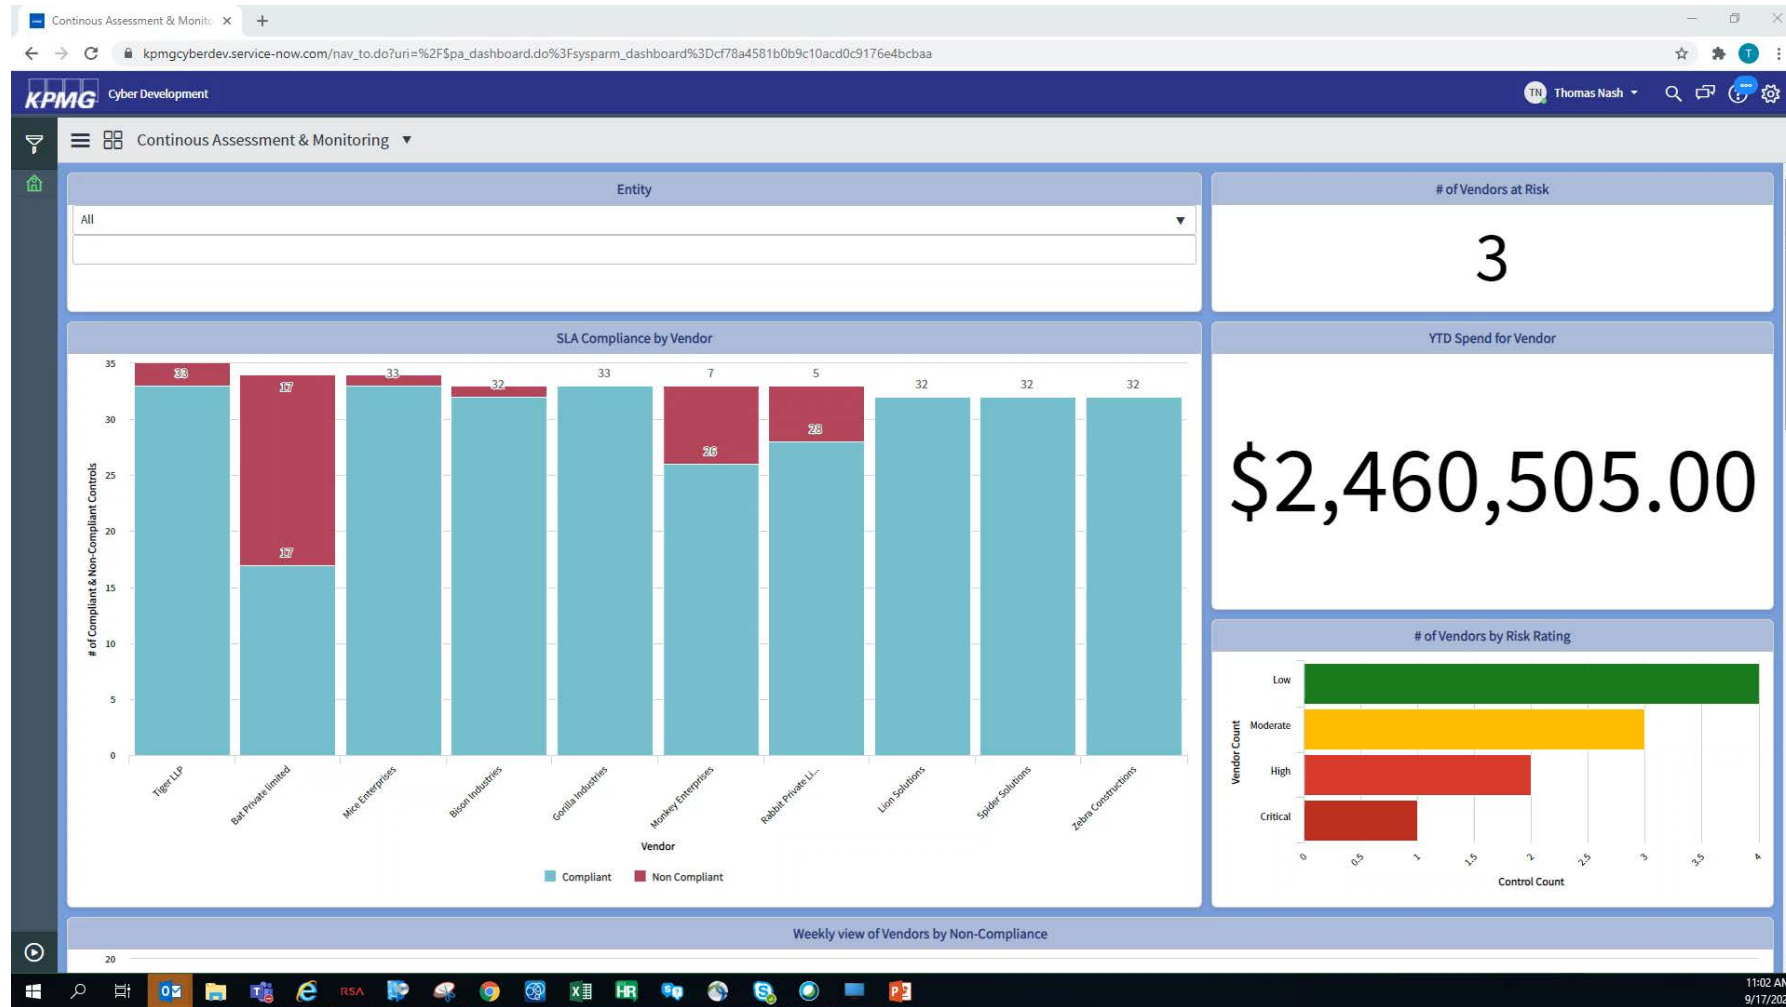 Continous Assessment & Monito
kpmgcyberdev.service-now.com/nav_to.do?uri=%2F$pa_dashboard.do%3Fsysparm_dashboard%3Dcf78a4581b0b9c10acd0c9176e4bcbaa
T
KPMG Cyber Development
TN Thomas Nash
Continous Assessment & Monitoring
Entity
All
# of Vendors at Risk
3
SLA Compliance by Vendor
# of Compliant & Non-Compliant Controls
35
30
25
20
15
10
5
0
33
17
33
32
33
7
5
32
32
32
28
26
17
Tiger LLP
Bat Private limited
Mice Enterprises
Bison Industries
Gorilla Industries
Monkey Enterprises
Rabbit Private Li...
Lion Solutions
Spider Solutions
Zebra Constructions
Vendor
Compliant
Non Compliant
YTD Spend for Vendor
$2,460,505.00
# of Vendors by Risk Rating
Vendor Count
Low
Moderate
High
Critical
0
0.5
1
1.5
2
2.5
3
3.5
4
Control Count
Weekly view of Vendors by Non-Compliance
20
RSA
HR
11:02 AM
9/17/202